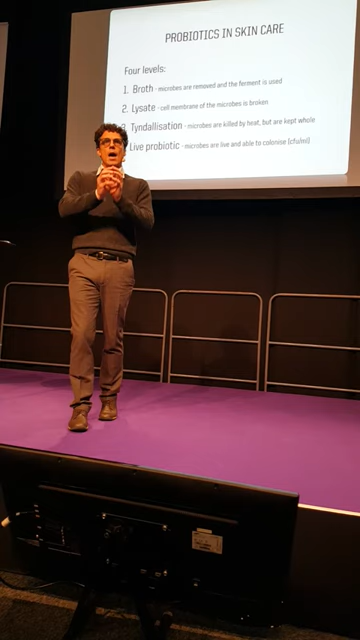 PROBIOTICS IN SKIN CARE
Four levels:
1. Broth - microbes are removed and the ferment is used
2. Lysate - cell membrane of the microbes is broken
Tyndallisation - microbes are killed by heat, but are kept whole
Live probiotic - microbes are live and able to colonise (cfu/ml)